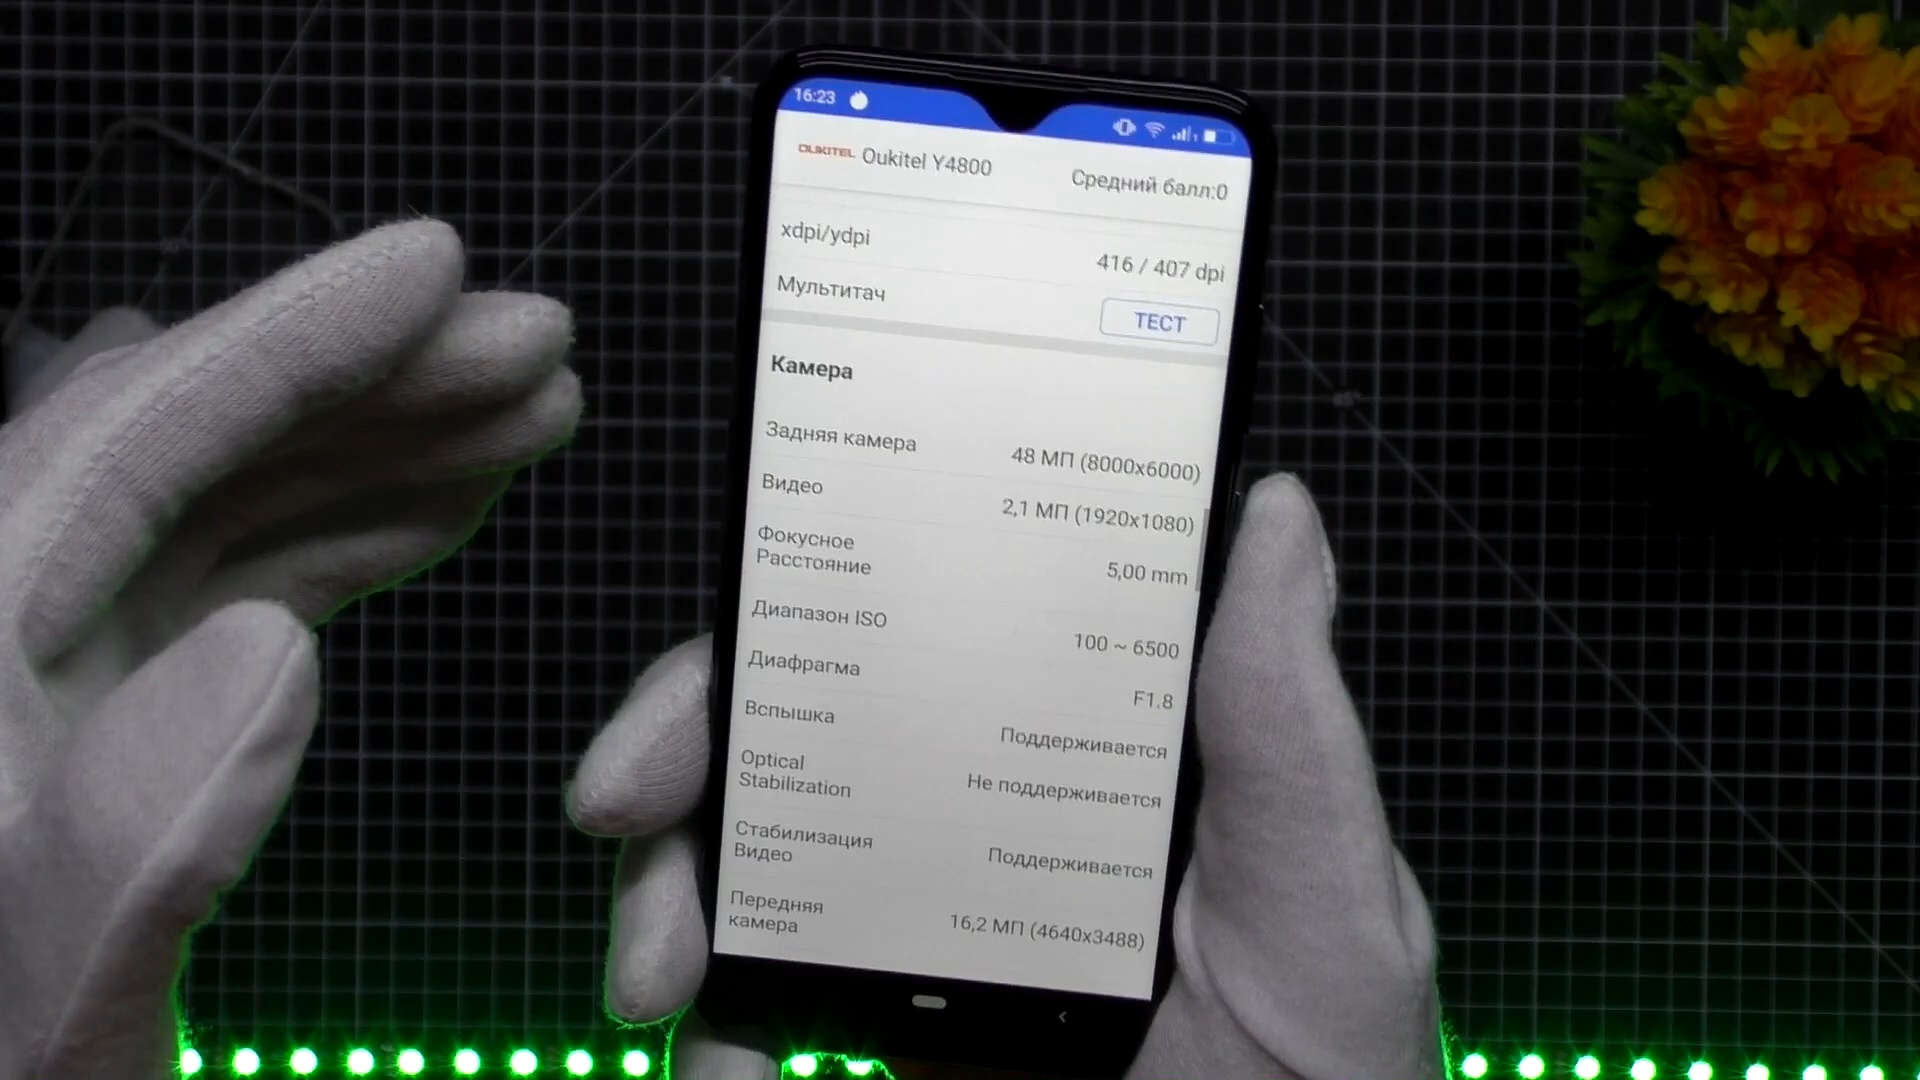 16:23
OUKITEL Oukitel Y4800 Средний балл:0
xdpi/ydpi 416 / 407 dpi
Мультитач ТЕСТ
Камера
Задняя камера 48 МП (8000x6000)
Видео 2,1 МП (1920x1080)
Фокусное
Расстояние 5,00 mm
Диапазон ISO 100 ~ 6500
Диафрагма F1.8
Вспышка Поддерживается
Optical
Stabilization Не поддерживается
Стабилизация
Видео Поддерживается
Передняя
камера 16,2 МП (4640x3488)